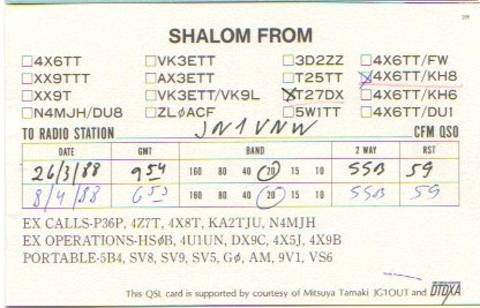 SHALOM FROM
☐4X6TT ☐VK3ETT ☐3D2ZZ ☐4X6TT/FW
☐XX9TTT ☐AX3ETT ☐T25TT ☒4X6TT/KH8
☐XX9T ☐VK3ETT/VK9L ☒T27DX ☐4X6TT/KH6
☐N4MJH/DU8 ☐ZLØACF ☐5W1TT ☐4X6TT/DU1
TO RADIO STATION JN1VNW CFM QSO
DATE GMT BAND 2 WAY RST
26/3/88 954 160 80 40 20 15 10 SSB 59
8/4/88 653 160 80 40 20 15 10 SSB 59
EX CALLS-P36P, 4Z7T, 4X8T, KA2TJU, N4MJH
EX OPERATIONS-HSØB, 4U1UN, DX9C, 4X5J, 4X9B
PORTABLE-5B4, SV8, SV9, SV5, GØ, AM, 9V1, VS6
This QSL card is supported by courtesy of Mitsuya Tamaki JG1OUT and